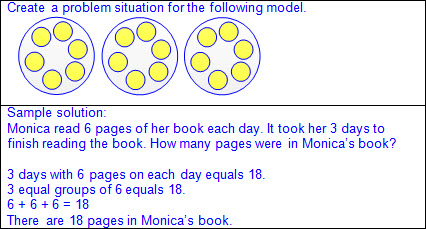 Create a problem situation for the following model.
Sample solution:
Monica read 6 pages of her book each day. It took her 3 days to
finish reading the book. How many pages were in Monica's book?
3 days with 6 pages on each day equals 18.
3 equal groups of 6 equals 18.
6 + 6 + 6 = 18
There are 18 pages in Monica's book.